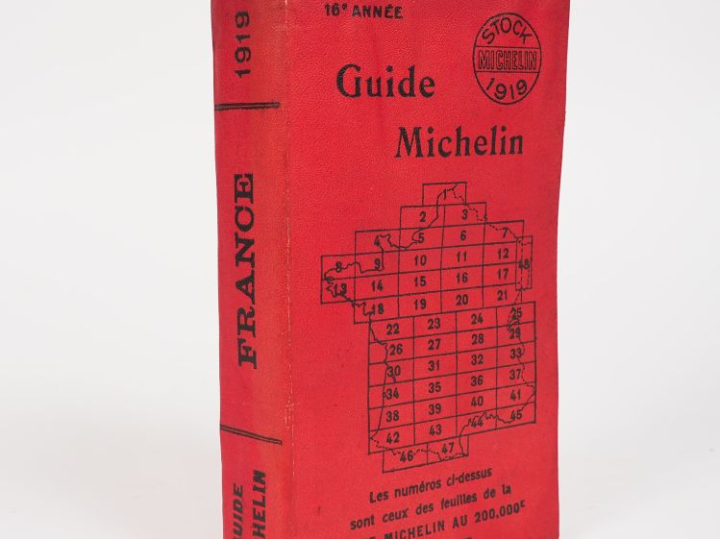 16e ANNÉE
STOCK
MICHELIN
1919
Guide
Michelin
1
2 3
4 5 6 7
8 9 10 11 12 48
13 14 15 16 17
18 19 20 21
22 23 24 25
26 27 28 29
30 31 32 33
34 35 36 37
38 39 40 41
42 43 44 45
46 47
Les numéros ci-dessus
sont ceux des feuilles de la
MICHELIN AU 200.000e
1919
FRANCE
GUIDE